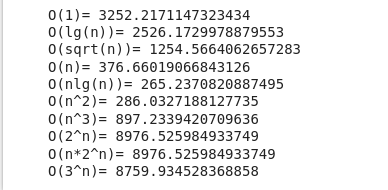 O(1)= 3252.2171147323434
O(lg(n))= 2526.1729978879553
O(sqrt(n))= 1254.5664062657283
O(n)= 376.66019066843126
O(nlg(n)= 265.2370820887495
O(n^2)= 286.0327188127735
O(n^3)= 897.2339420709636
O(2^n)= 8976.525984933749
O(n*2^n)= 8976.525984933749
O(3^n)= 8759.934528368858